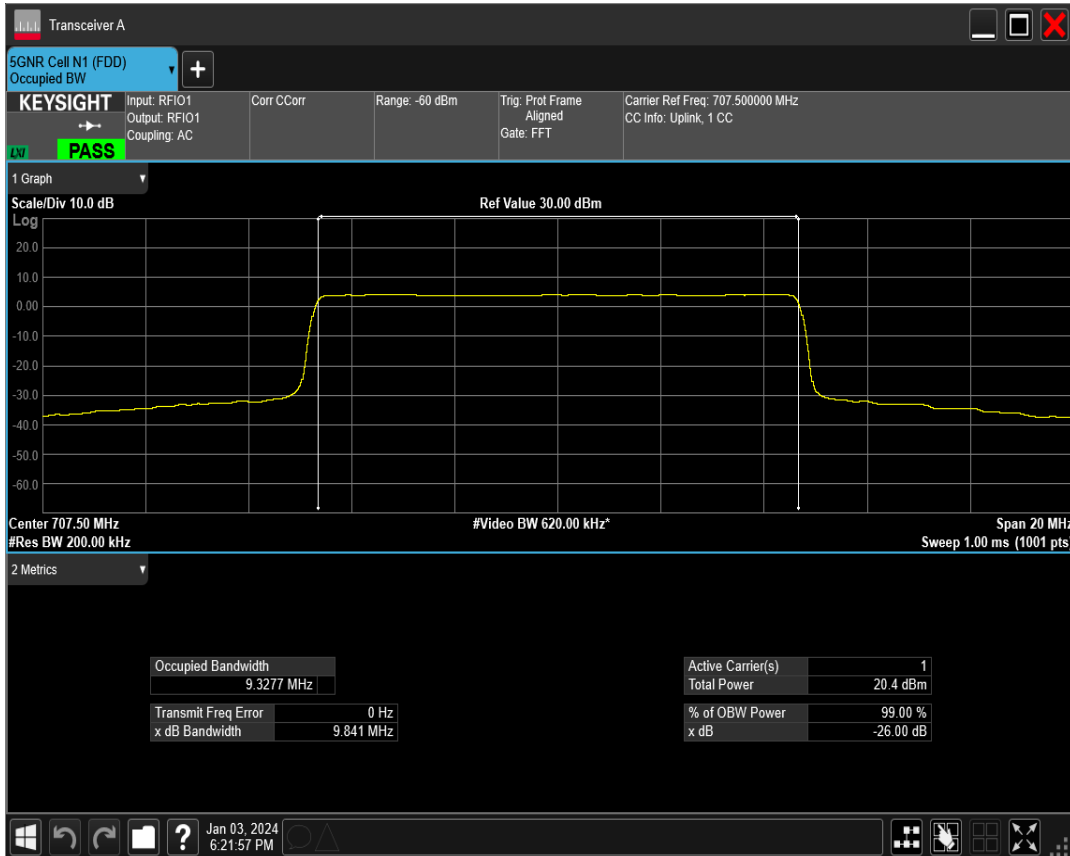 Transceiver A
5GNR Cell N1 (FDD)
Occupied BW
+
KEYSIGHT
LXI
PASS
Input: RFIO1
Output: RFIO1
Coupling: AC
Corr CCorr
Range: -60 dBm
Trig: Prot Frame
Aligned
Gate: FFT
Carrier Ref Freq: 707.500000 MHz
CC Info: Uplink, 1 CC
1 Graph
Scale/Div 10.0 dB
Ref Value 30.00 dBm
Log
20.0
10.0
0.00
-10.0
-20.0
-30.0
-40.0
-50.0
-60.0
Center 707.50 MHz
#Video BW 620.00 kHz*
Span 20 MHz
#Res BW 200.00 kHz
Sweep 1.00 ms (1001 pts)
2 Metrics
Occupied Bandwidth
9.3277 MHz
Transmit Freq Error 0 Hz
x dB Bandwidth 9.841 MHz
Active Carrier(s) 1
Total Power 20.4 dBm
% of OBW Power 99.00 %
x dB -26.00 dB
?
Jan 03, 2024
6:21:57 PM